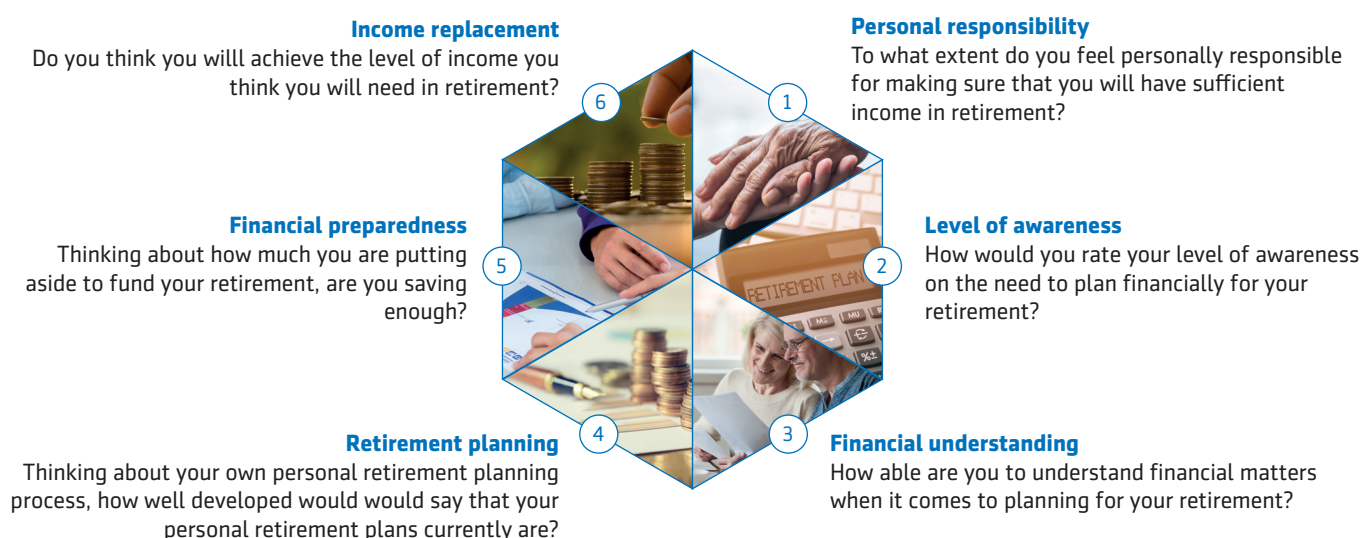 Personal responsibility
To what extent do you feel personally responsible
for making sure that you will have sufficient
income in retirement?
1
Level of awareness
How would you rate your level of awareness
on the need to plan financially for your
retirement?
2
RETIREMENT PLAN
M±
MU
%±
Financial understanding
How able are you to understand financial matters
when it comes to planning for your retirement?
3
Retirement planning
Thinking about your own personal retirement planning
process, how well developed would would say that your
personal retirement plans currently are?
4
Financial preparedness
Thinking about how much you are putting
aside to fund your retirement, are you saving
enough?
5
Income replacement
Do you think you willl achieve the level of income you
think you will need in retirement?
6